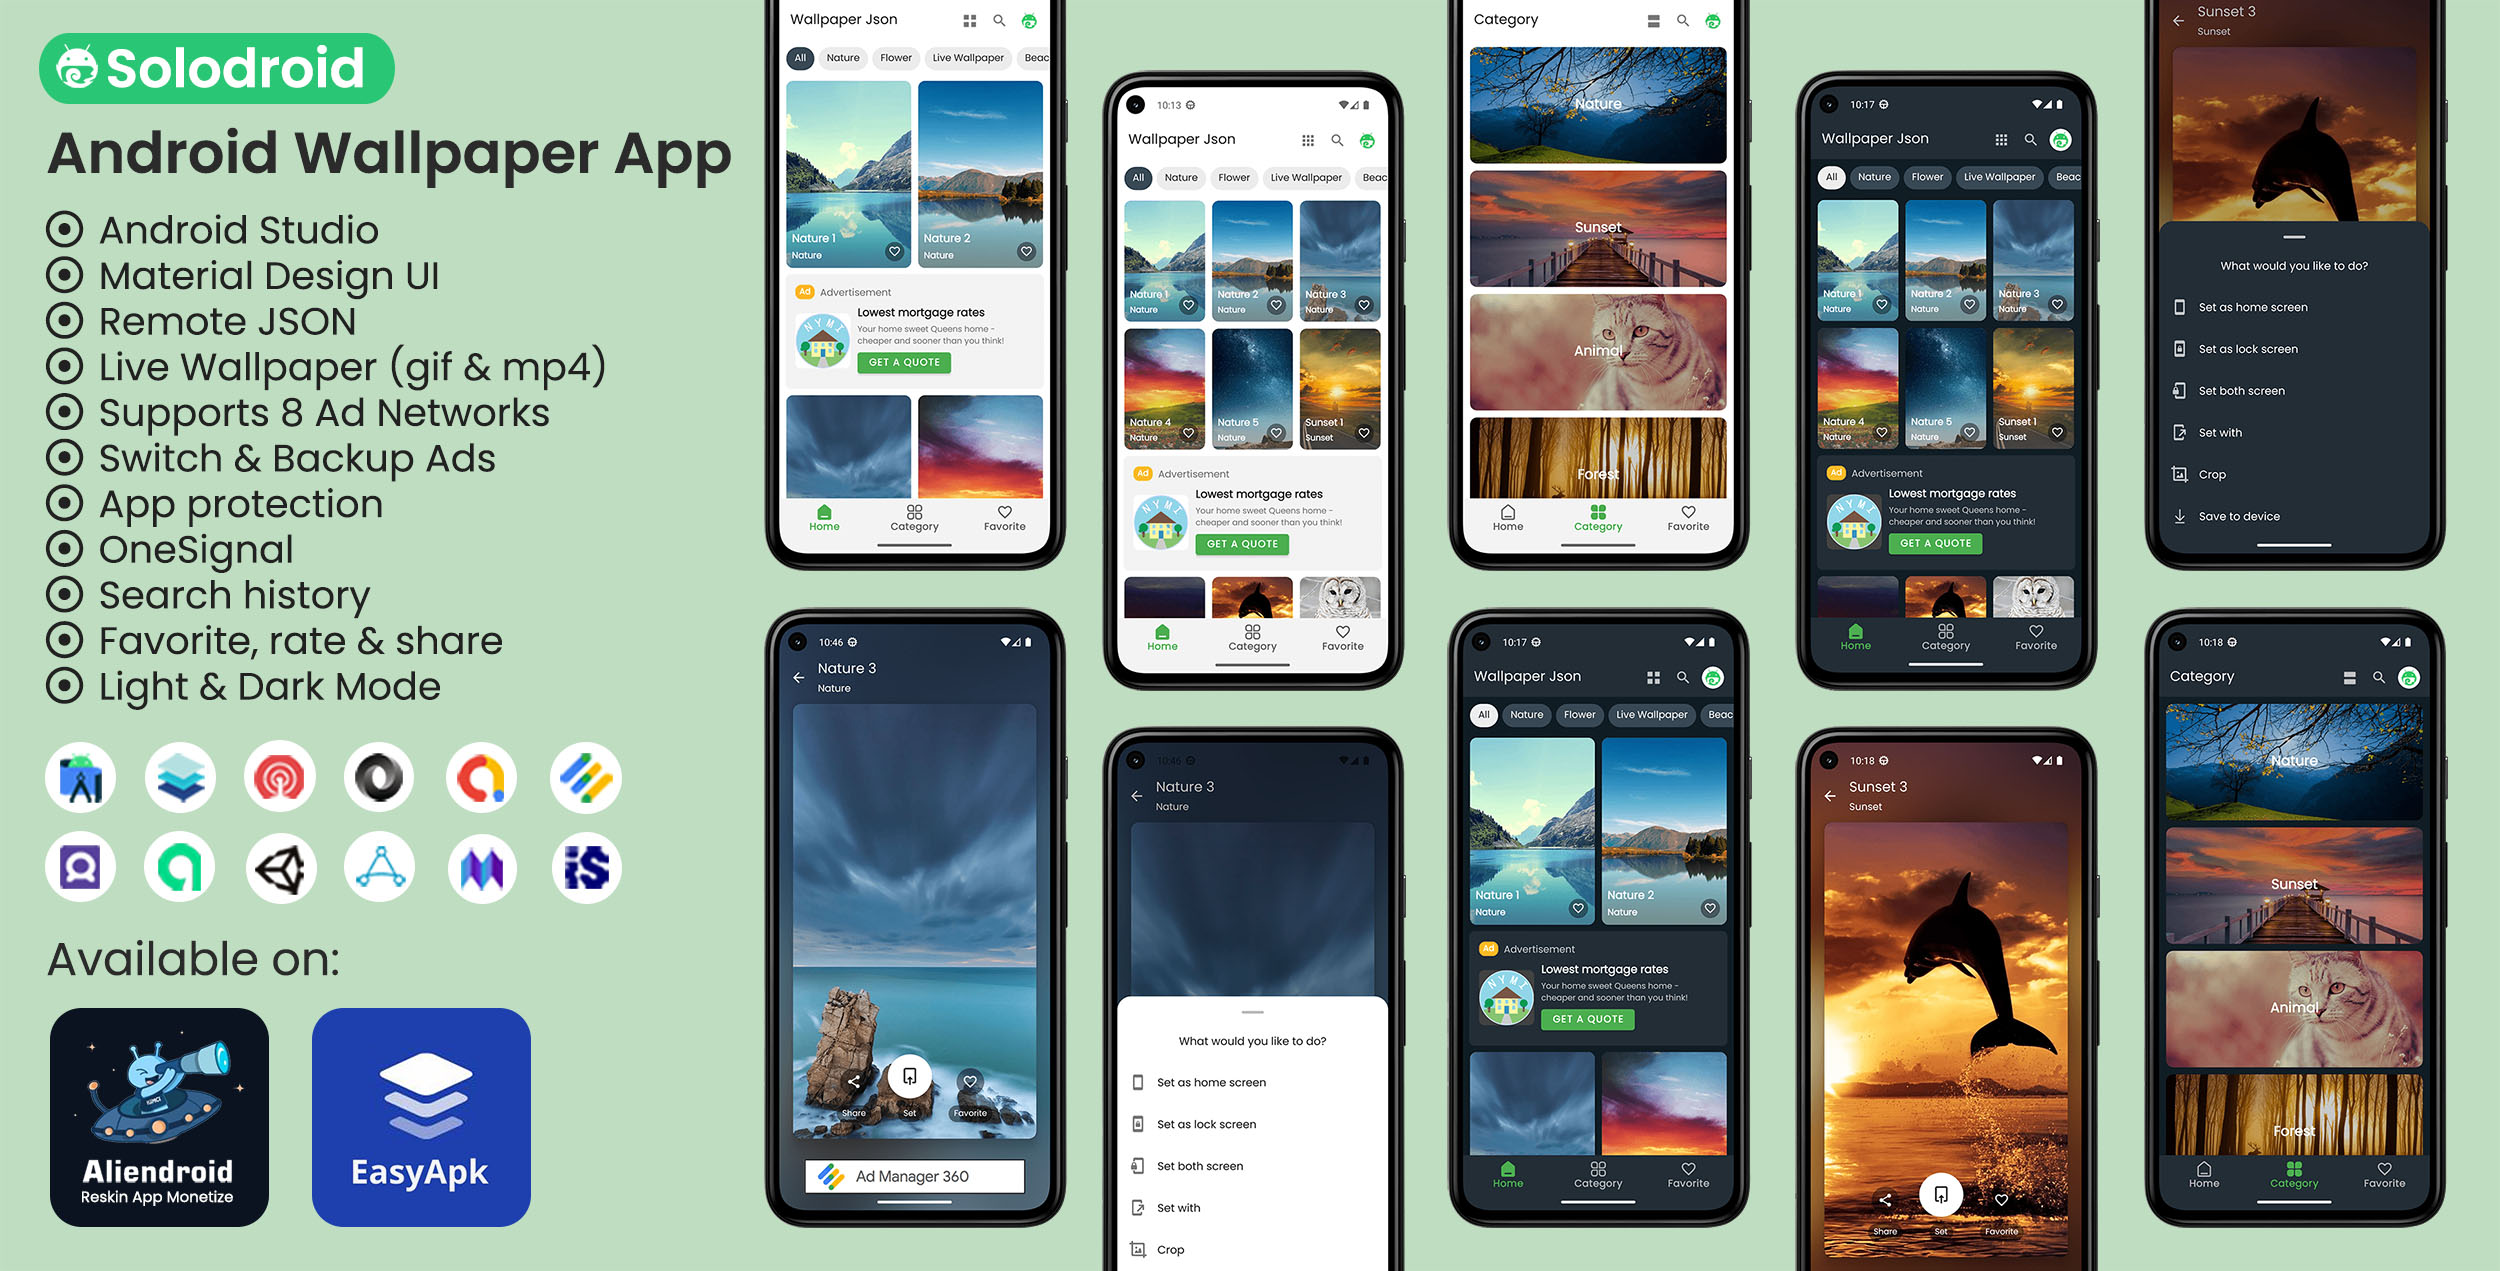 Solodroid
Android Wallpaper App
Android Studio
Material Design UI
Remote JSON
Live Wallpaper (gif & mp4)
Supports 8 Ad Networks
Switch & Backup Ads
App protection
OneSignal
Search history
Favorite, rate & share
Light & Dark Mode
iS
Available on:
Aliendroid
Reskin App Monetize
EasyApk
Wallpaper Json
All Nature Flower Live Wallpaper Beac
Nature 1
Nature
Nature 2
Nature
Ad Advertisement
NYMI
Lowest mortgage rates
Your home sweet Queens home -
cheaper and sooner than you think!
GET A QUOTE
Home Category Favorite
10:46
Nature 3
Nature
Share Set Favorite
Ad Manager 360
10:13
Wallpaper Json
All Nature Flower Live Wallpaper Beac
Nature 1
Nature
Nature 2
Nature
Nature 3
Nature
Nature 4
Nature
Nature 5
Nature
Sunset 1
Sunset
Ad Advertisement
NYMI
Lowest mortgage rates
Your home sweet Queens home -
cheaper and sooner than you think!
GET A QUOTE
Home Category Favorite
10:46
Nature 3
Nature
What would you like to do?
Set as home screen
Set as lock screen
Set both screen
Set with
Crop
Category
Nature
Sunset
Animal
Forest
Home Category Favorite
10:17
Wallpaper Json
All Nature Flower Live Wallpaper Beac
Nature 1
Nature
Nature 2
Nature
Ad Advertisement
NYMI
Lowest mortgage rates
Your home sweet Queens home -
cheaper and sooner than you think!
GET A QUOTE
Home Category Favorite
10:17
Wallpaper Json
All Nature Flower Live Wallpaper Beac
Nature 1
Nature
Nature 2
Nature
Nature 3
Nature
Nature 4
Nature
Nature 5
Nature
Sunset 1
Sunset
Ad Advertisement
NYMI
Lowest mortgage rates
Your home sweet Queens home -
cheaper and sooner than you think!
GET A QUOTE
Home Category Favorite
10:18
Sunset 3
Sunset
Share Set Favorite
Sunset 3
Sunset
What would you like to do?
Set as home screen
Set as lock screen
Set both screen
Set with
Crop
Save to device
10:18
Category
Nature
Sunset
Animal
Forest
Home Category Favorite